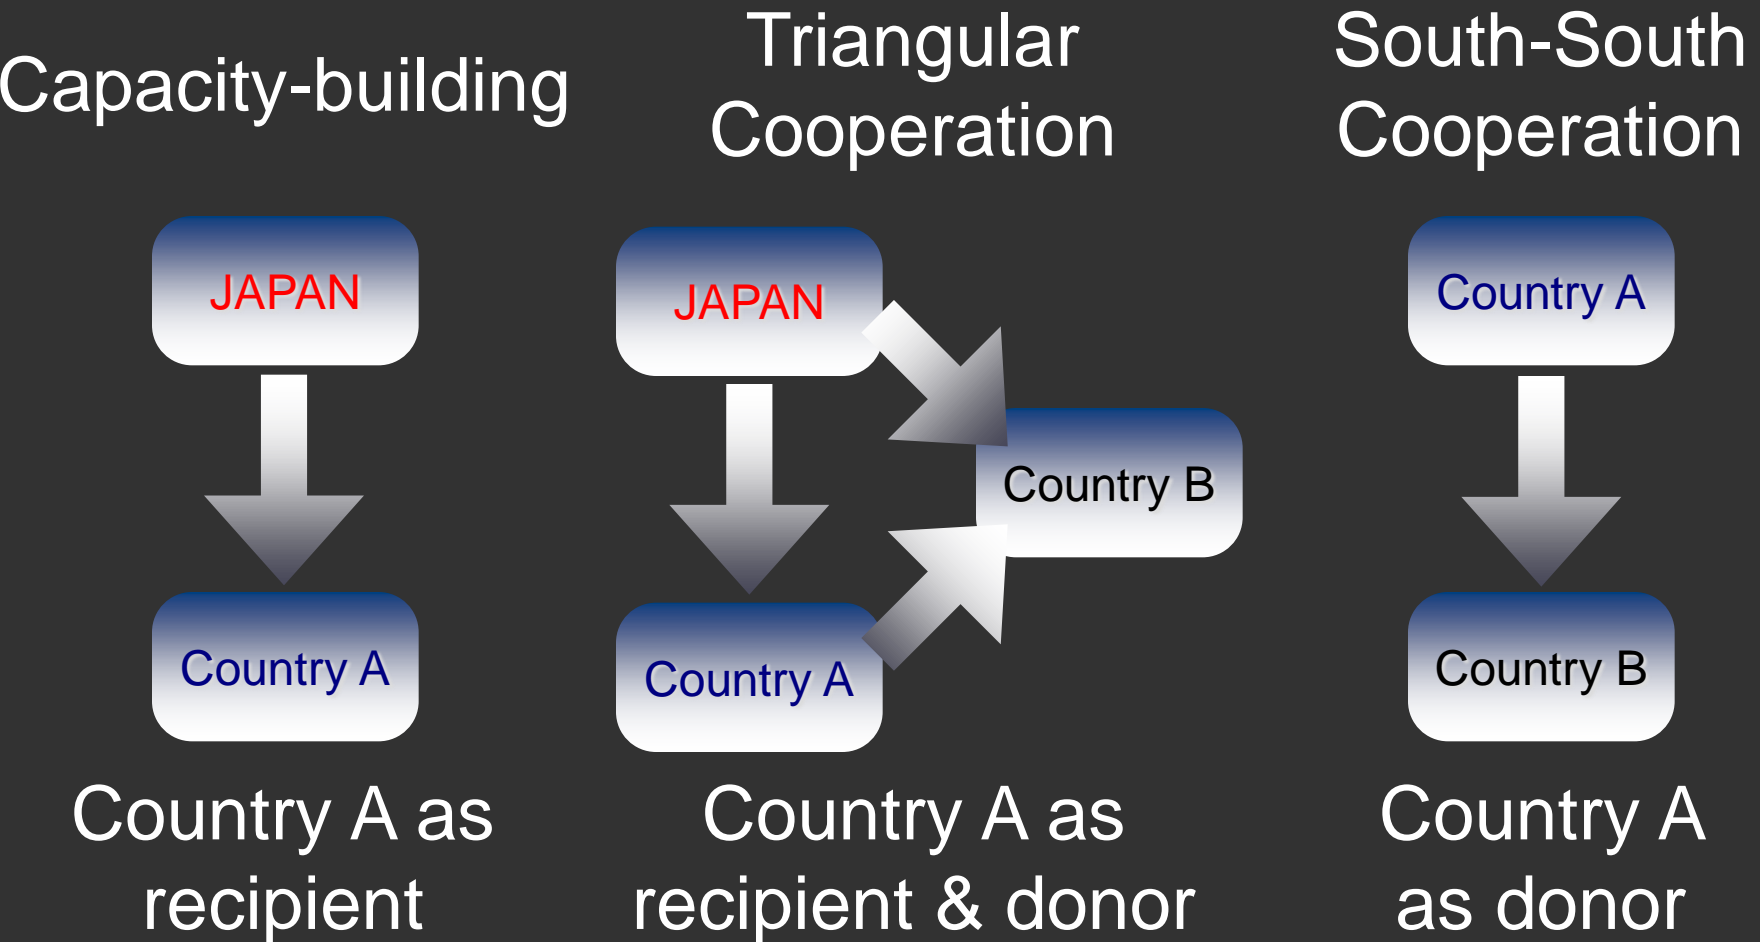 Capacity-building
JAPAN
Country A
Country A as
recipient
Triangular
Cooperation
JAPAN
Country B
Country A
Country A as
recipient & donor
South-South
Cooperation
Country A
Country B
Country A
as donor